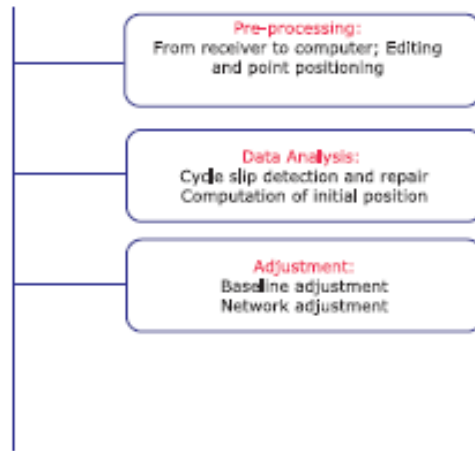 Pre-processing:
From receiver to computer; Editing
and point positioning
Data Analysis:
Cycle slip detection and repair
Computation of initial position
Adjustment:
Baseline adjustment
Network adjustment